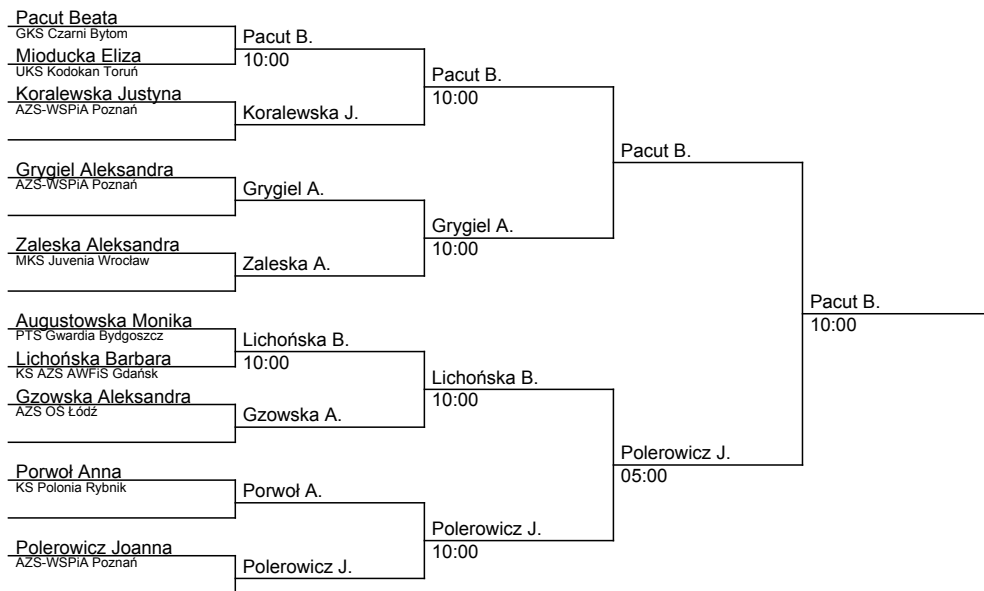 Pacut Beata
GKS Czarni Bytom
Mioducka Eliza
UKS Kodokan Toruń
Koralewska Justyna
AZS-WSPiA Poznań
Grygiel Aleksandra
AZS-WSPiA Poznań
Zaleska Aleksandra
MKS Juvenia Wrocław
Augustowska Monika
PTS Gwardia Bydgoszcz
Lichońska Barbara
KS AZS AWFiS Gdańsk
Gzowska Aleksandra
AZS OŚ Łódź
Porwoł Anna
KS Polonia Rybnik
Polerowicz Joanna
AZS-WSPiA Poznań
Pacut B.
10:00
Koralewska J.
Grygiel A.
Zaleska A.
Lichońska B.
10:00
Gzowska A.
Porwoł A.
Polerowicz J.
Pacut B.
10:00
Grygiel A.
10:00
Lichońska B.
10:00
Polerowicz J.
10:00
Pacut B.
Polerowicz J.
05:00
Pacut B.
10:00